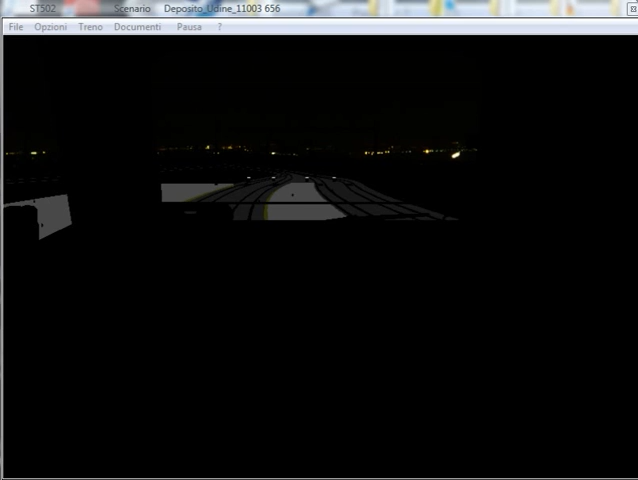 ST502 Scenario Deposito_Udine_11003 656
File Opzioni Treno Documenti Pausa ?